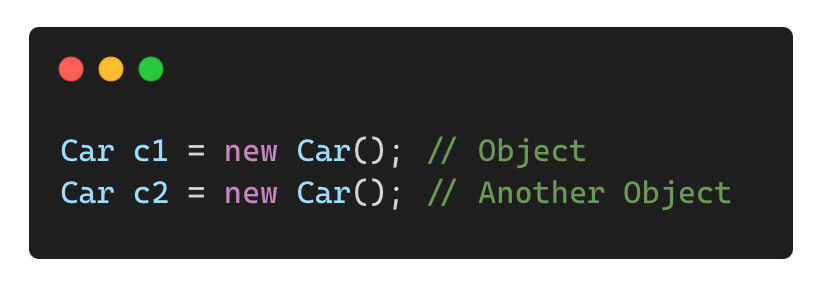 Car c1 = new Car(); // Object
Car c2 = new Car(); // Another Object